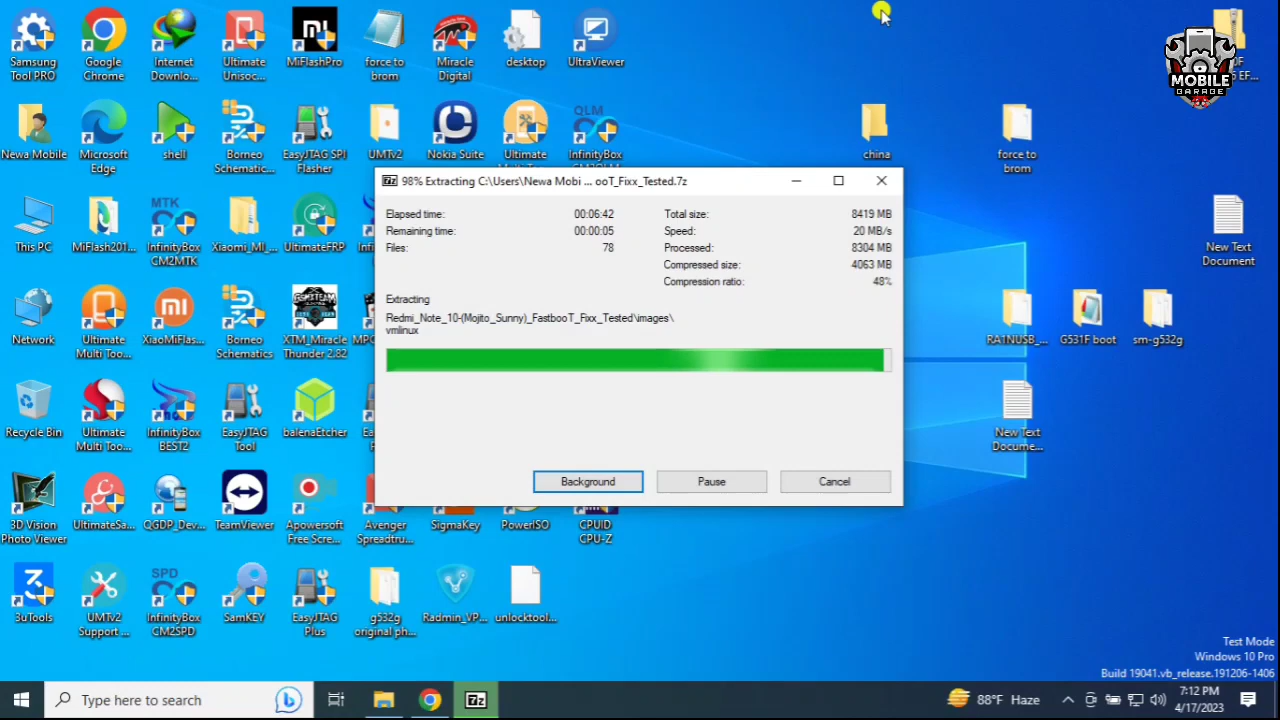 Samsung
Tool PRO
Google
Chrome
Internet
Downlo...
Ultimate
Unisoc...
MiFlashPro
force to
brom
Miracle
Digital
desktop
UltraViewer
MOBILE
GARAGE
Newa Mobile
Microsoft
Edge
shell
Borneo
Schematic...
EasyJTAG SPI
Flasher
UMTv2
Nokia Suite
Ultimate
QLM
InfinityBox
china
force to
brom
98% Extracting C:\Users\Newa Mobi ... ooT_Fixx_Tested.7z
Elapsed time:
00:06:42
Total size:
8419 MB
Remaining time:
00:00:05
Speed:
20 MB/s
Files:
78
Processed:
8304 MB
Compressed size:
4063 MB
Compression ratio:
48%
Extracting
Redmi_Note_10-(Mojito_Sunny)_FastbooT_Fixx_Tested\images\
vmlinux
Background
Pause
Cancel
This PC
MiFlash201...
MTK
InfinityBox
CM2MTK
Xiaomi_MI_...
UltimateFRP
New Text
Document
Network
Ultimate
Multi Too...
XiaoMiFlas...
Borneo
Schematics
GSMXTEAM
XTM_Miracle
Thunder 2.82
RA1NUSB_...
G531F boot
sm-g532g
Recycle Bin
Ultimate
Multi Too...
InfinityBox
BEST2
EasyJTAG
Tool
balenaEtcher
New Text
Docume...
3D Vision
Photo Viewer
UltimateSa...
QGDP_Dev...
TeamViewer
Apowersoft
Free Scre...
Avenger
Spreadtru...
SigmaKey
PowerISO
CPUID
CPU-Z
3uTools
UMTv2
Support ...
SPD
InfinityBox
CM2SPD
SamKEY
EasyJTAG
Plus
g532g
original ph...
Radmin_VP...
unlocktool...
Test Mode
Windows 10 Pro
Build 19041.vb_release.191206-1406
Type here to search
7z
88°F Haze
7:12 PM
4/17/2023